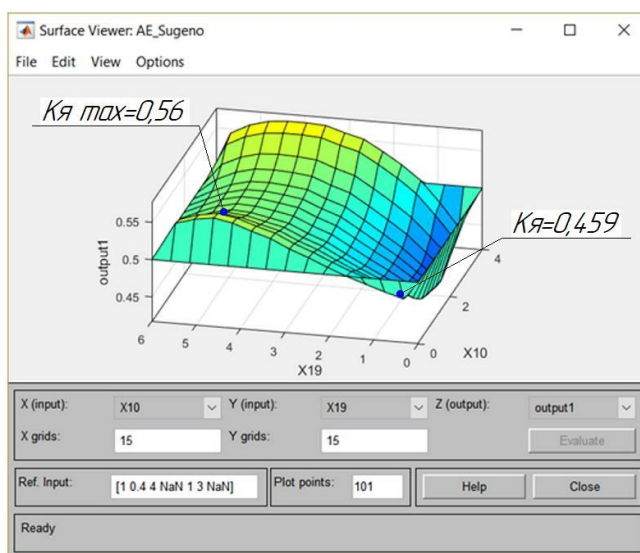 Surface Viewer: AE_Sugeno
File Edit View Options
Kя max=0,56
Kя=0,459
0.55
0.5
0.45
output1
6
5
4
3
2
1
0
X19
0
2
4
X10
X (input): X10 Y (input): X19 Z (output): output1
X grids: 15 Y grids: 15 Evaluate
Ref. Input: [1 0.4 4 NaN 1 3 NaN] Plot points: 101 Help Close
Ready